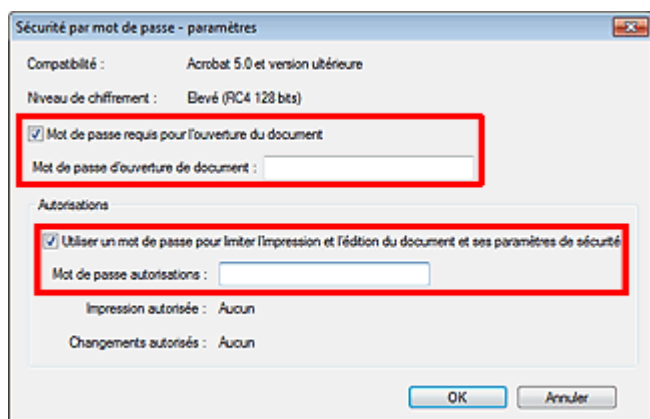 Sécurité par mot de passe - paramètres
Compatibilité : Acrobat 5.0 et version ultérieure
Niveau de chiffrement : Elevé (RC4 128 bits)
Mot de passe requis pour l'ouverture du document
Mot de passe d'ouverture de document :
Autorisations
Utiliser un mot de passe pour limiter l'impression et l'édition du document et ses paramètres de sécurité
Mot de passe autorisations :
Impression autorisée : Aucun
Changements autorisés : Aucun
OK Annuler